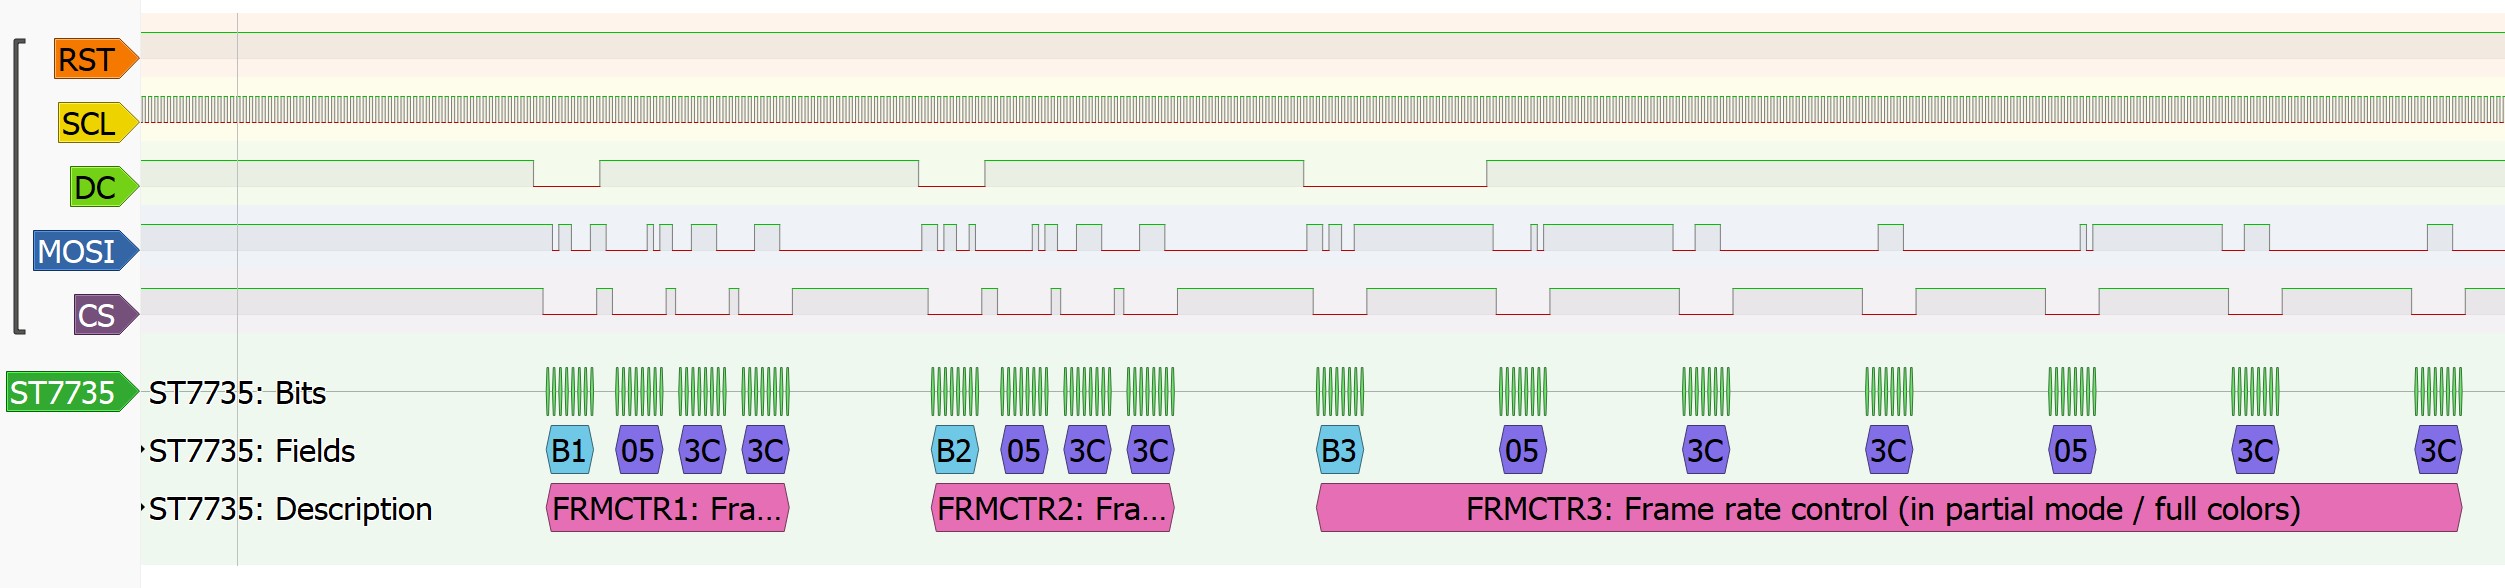 RST
SCL
DC
MOSI
CS
ST7735 ST7735: Bits
ST7735: Fields B1 05 3C 3C B2 05 3C 3C B3 05 3C 3C 05 3C 3C
ST7735: Description FRMCTR1: Fra... FRMCTR2: Fra... FRMCTR3: Frame rate control (in partial mode / full colors)